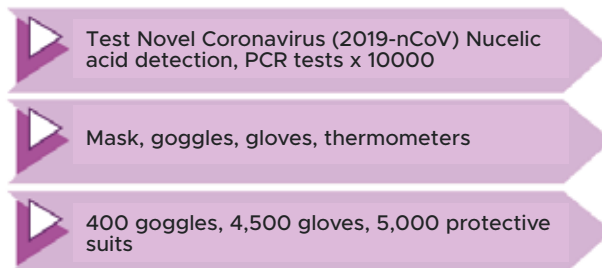 Test Novel Coronavirus (2019-nCoV) Nucelic
acid detection, PCR tests x 10000
Mask, goggles, gloves, thermometers
400 goggles, 4,500 gloves, 5,000 protective
suits